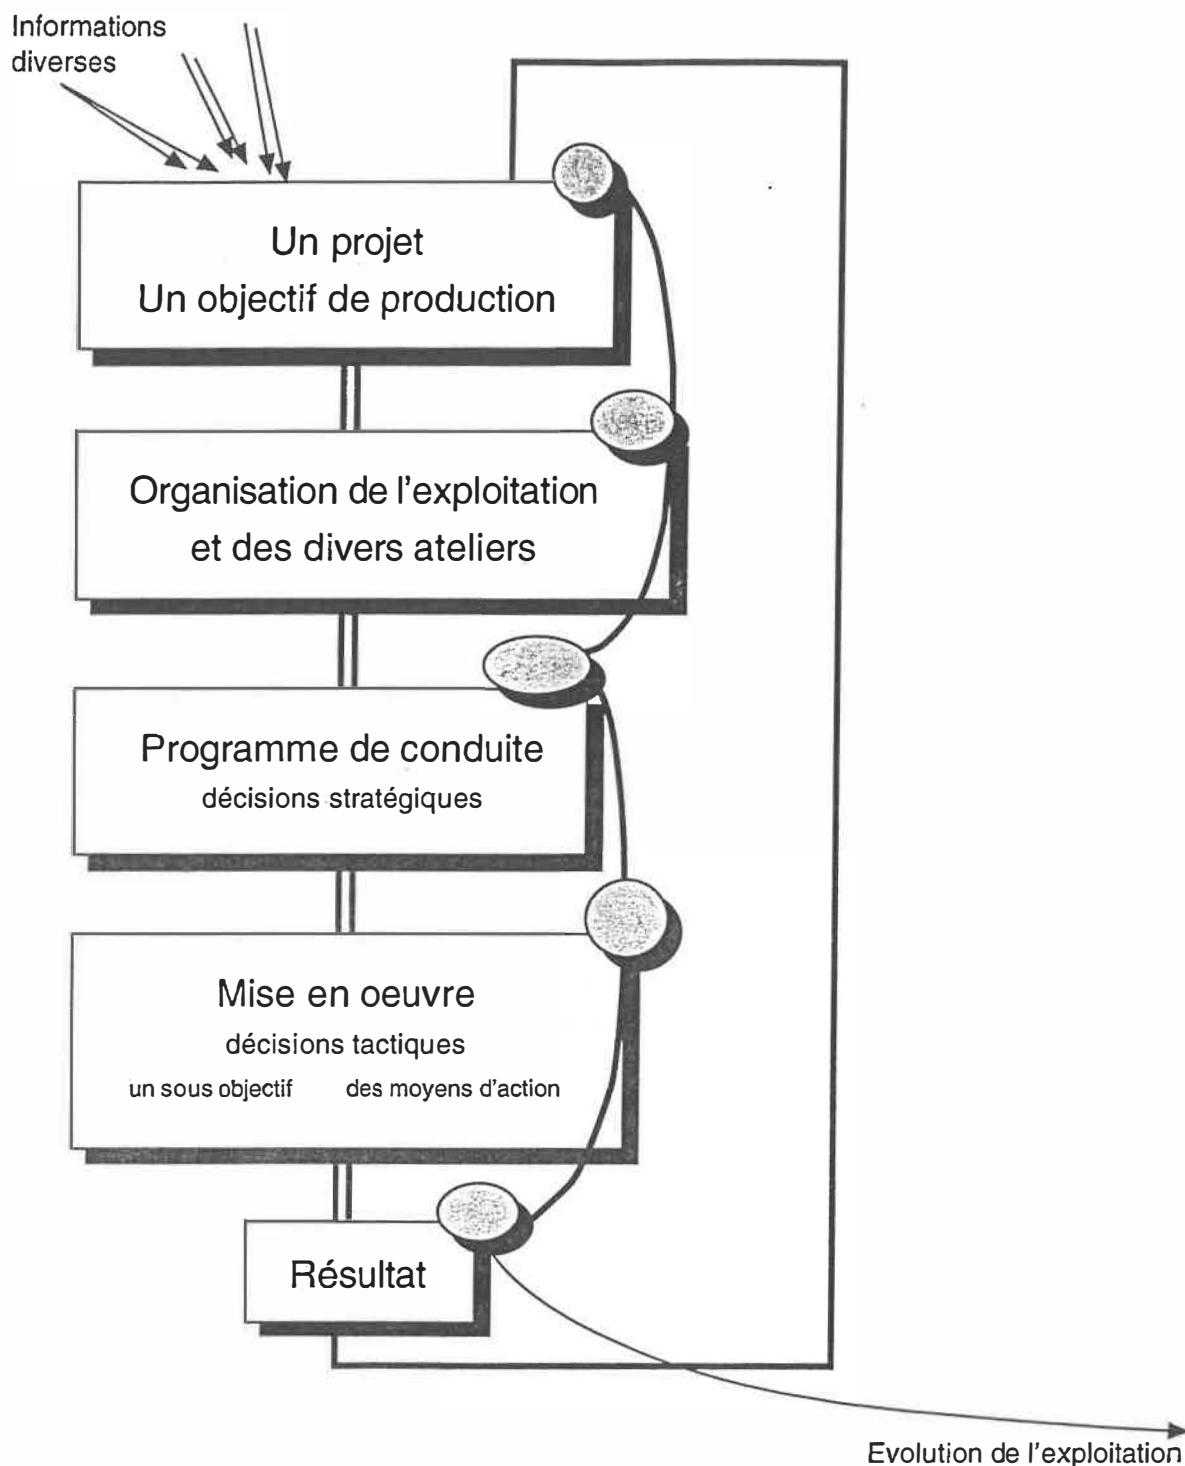 Informations
diverses
Un projet
Un objectif de production
Organisation de l'exploitation
et des divers ateliers
Programme de conduite
décisions stratégiques
Mise en oeuvre
décisions tactiques
un sous objectif des moyens d'action
Résultat
Evolution de l'exploitation